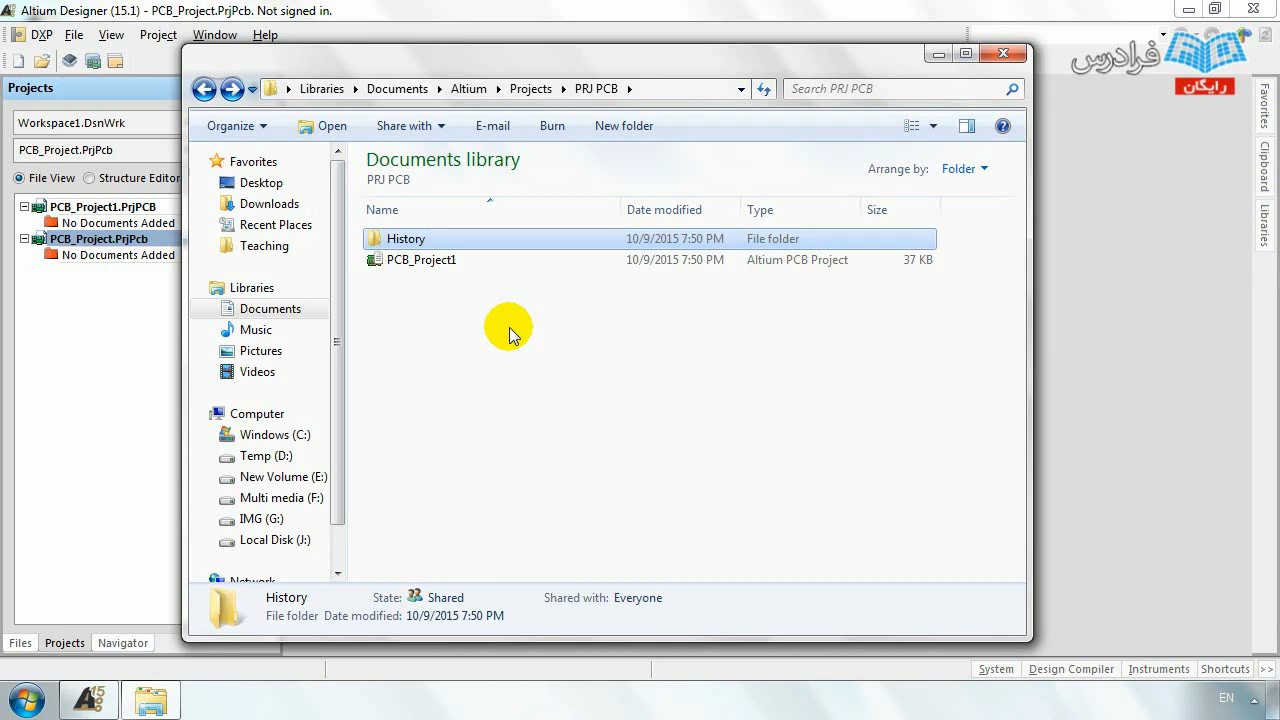 Altium Designer (15.1) - PCB_Project.PrjPcb. Not signed in.
DXP File View Project Window Help
فرادرس
رایگان
Projects
Workspace1.DsnWrk
PCB_Project.PrjPcb
File View Structure Editor
PCB_Project1.PrjPCB
No Documents Added
PCB_Project.PrjPcb
No Documents Added
Files Projects Navigator
Libraries Documents Altium Projects PRJ PCB
Search PRJ PCB
Organize Open Share with E-mail Burn New folder
Favorites
Desktop
Downloads
Recent Places
Teaching
Libraries
Documents
Music
Pictures
Videos
Computer
Windows (C:)
Temp (D:)
New Volume (E:)
Multi media (F:)
IMG (G:)
Local Disk (J:)
Network
Documents library
PRJ PCB
Arrange by: Folder
Name Date modified Type Size
History 10/9/2015 7:50 PM File folder
PCB_Project1 10/9/2015 7:50 PM Altium PCB Project 37 KB
History State: Shared Shared with: Everyone
File folder Date modified: 10/9/2015 7:50 PM
Favorites
Clipboard
Libraries
System Design Compiler Instruments Shortcuts >>
EN